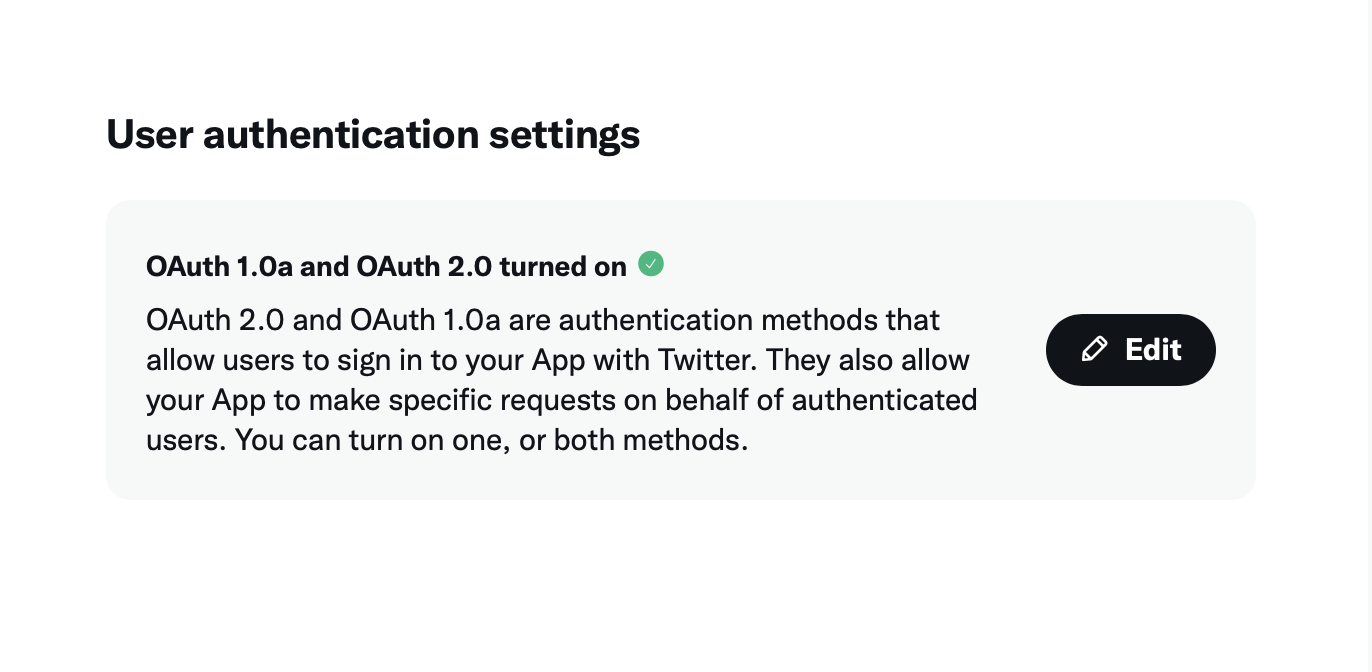 User authentication settings
OAuth 1.0a and OAuth 2.0 turned on
OAuth 2.0 and OAuth 1.0a are authentication methods that
allow users to sign in to your App with Twitter. They also allow
your App to make specific requests on behalf of authenticated
users. You can turn on one, or both methods.
Edit